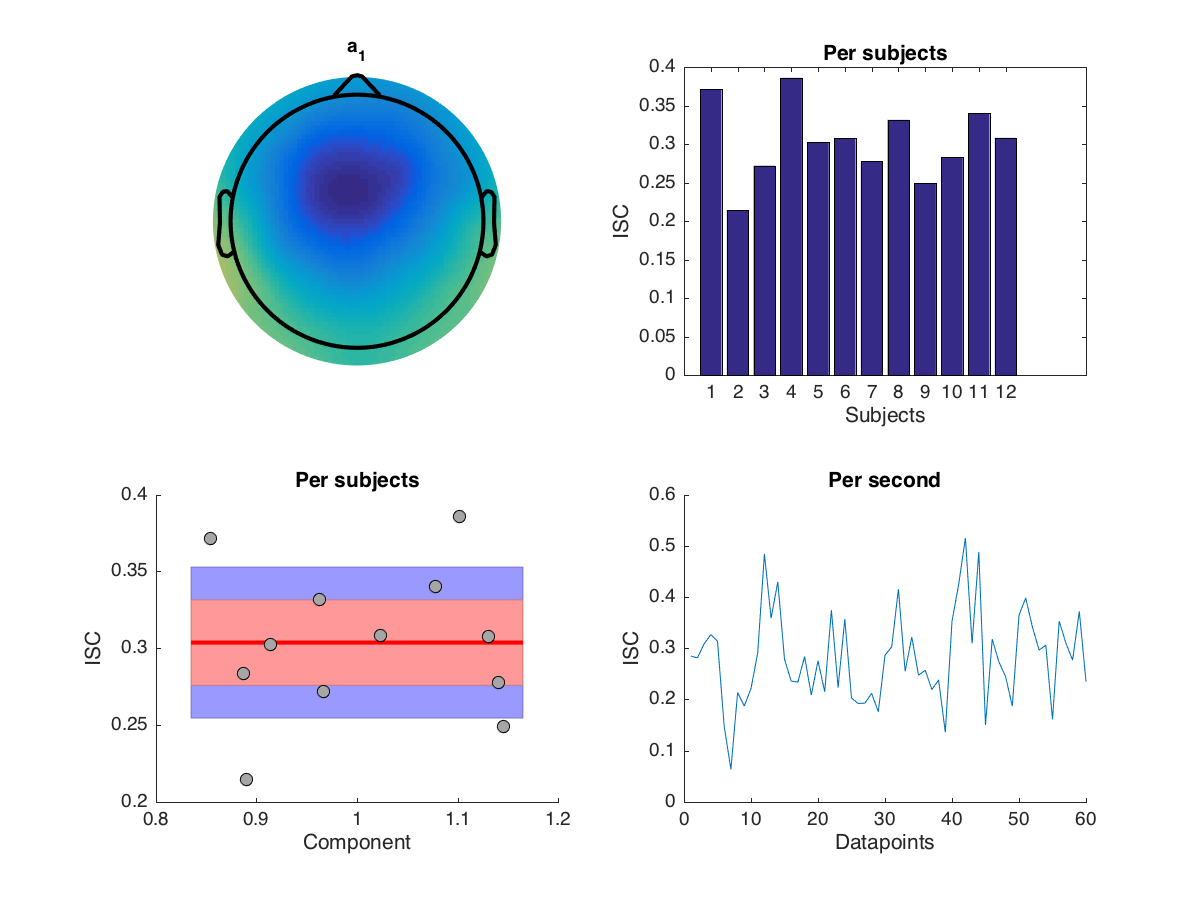 a1
Per subjects
0.4
0.35
0.3
0.25
0.2
0.15
0.1
0.05
0
ISC
1 2 3 4 5 6 7 8 9 10 11 12
Subjects
Per subjects
0.4
0.35
0.3
0.25
0.2
ISC
0.8 0.9 1 1.1 1.2
Component
Per second
0.6
0.5
0.4
0.3
0.2
0.1
0
ISC
0 10 20 30 40 50 60
Datapoints